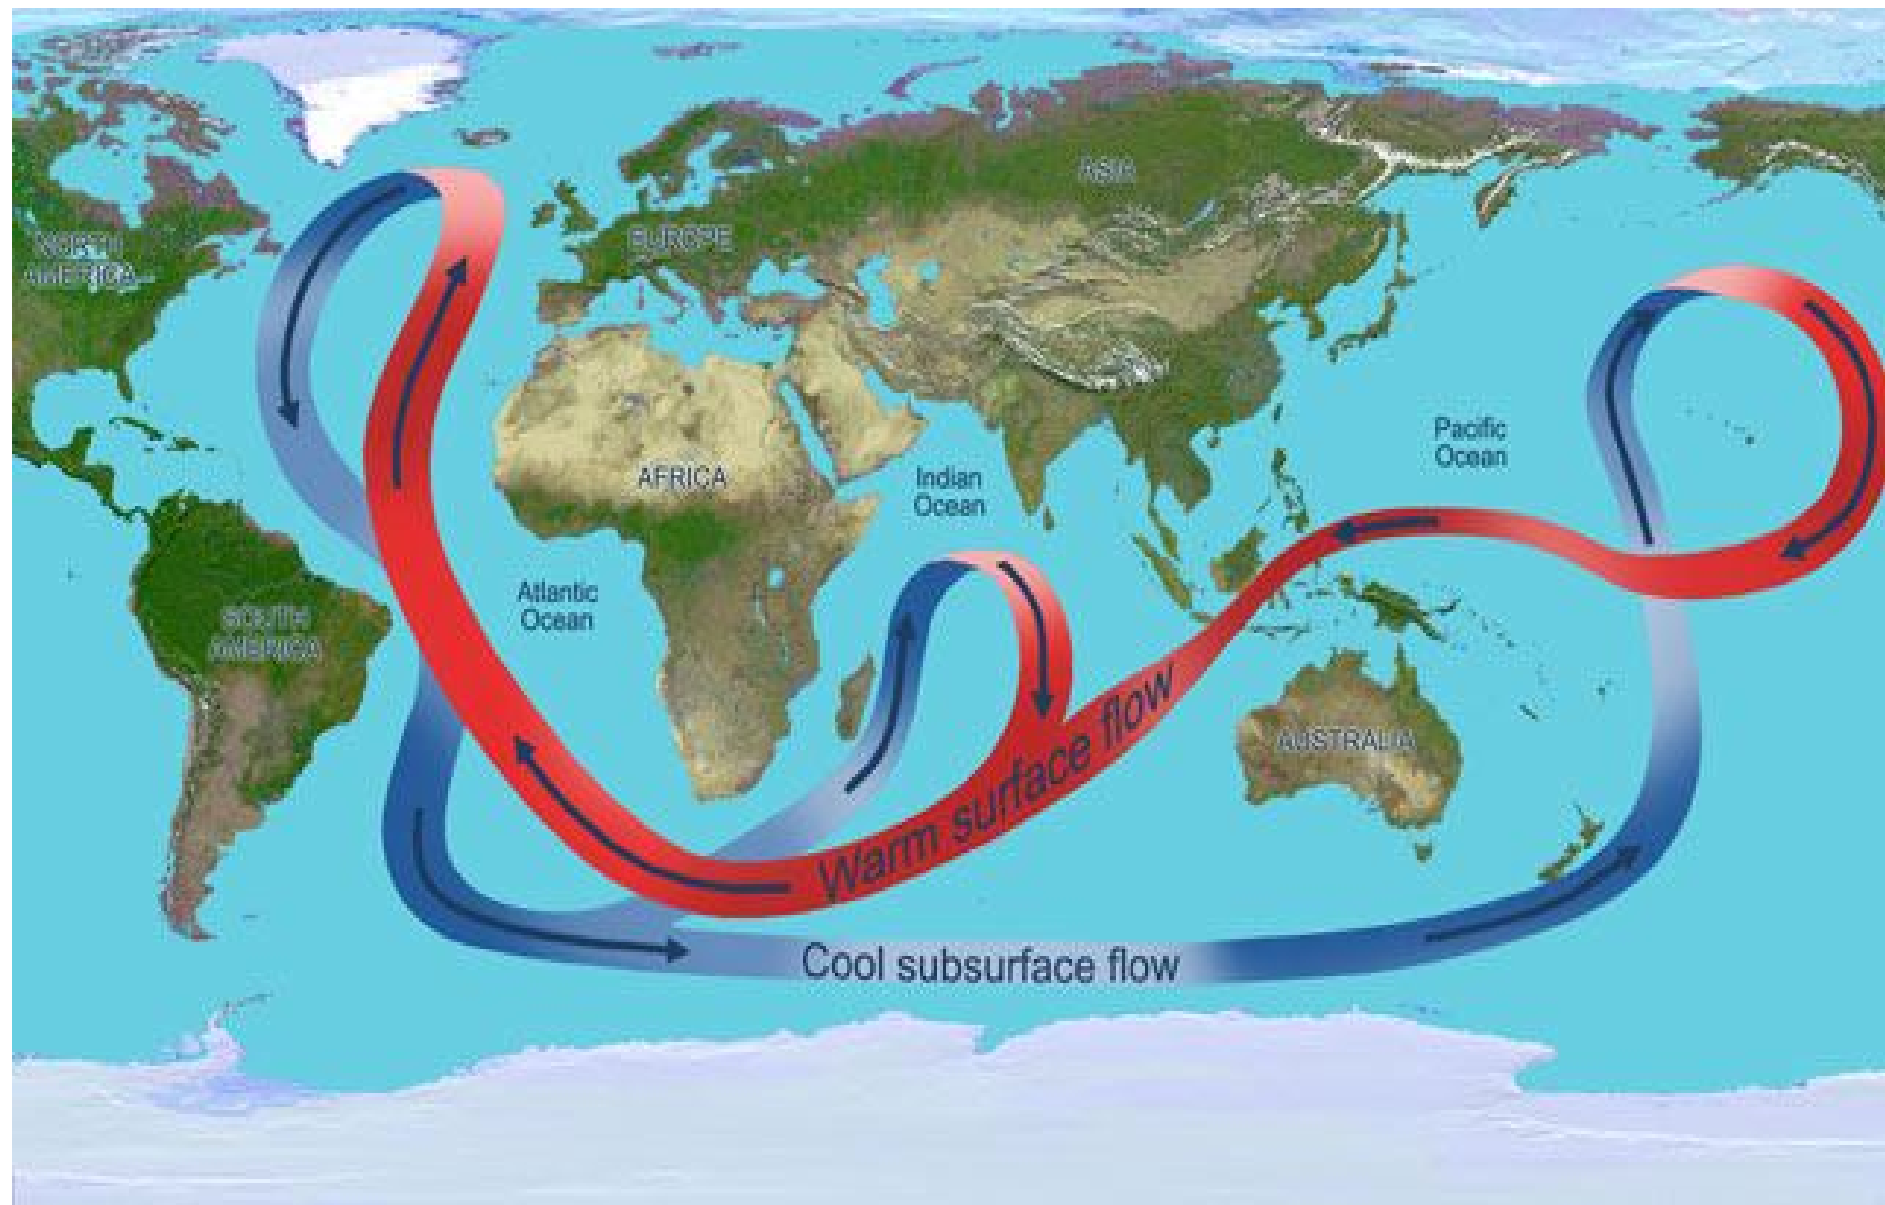 ASIA
EUROPE
NORTH
AMERICA
Pacific
Ocean
AFRICA
Indian
Ocean
Atlantic
Ocean
SOUTH
AMERICA
AUSTRALIA
Warm surface flow
Cool subsurface flow